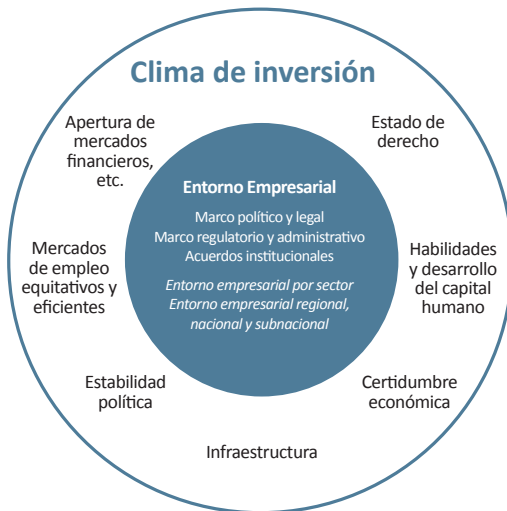 Clima de inversión
Apertura de
mercados
financieros,
etc.
Estado de
derecho
Entorno Empresarial
Marco político y legal
Marco regulatorio y administrativo
Acuerdos institucionales
Entorno empresarial por sector
Entorno empresarial regional,
nacional y subnacional
Mercados
de empleo
equitativos y
eficientes
Habilidades
y desarrollo
del capital
humano
Estabilidad
política
Certidumbre
económica
Infraestructura